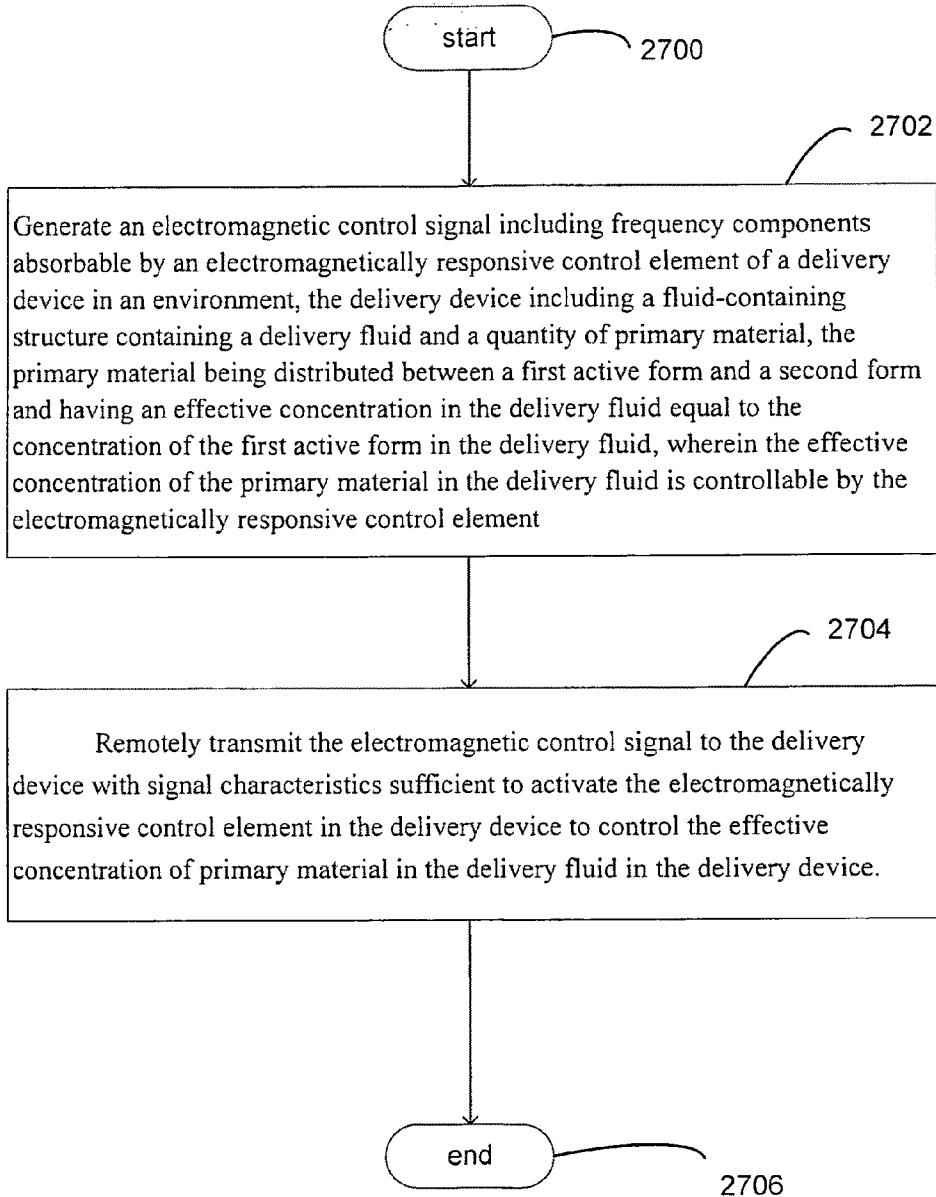 start
2700
2702
Generate an electromagnetic control signal including frequency components
absorbable by an electromagnetically responsive control element of a delivery
device in an environment, the delivery device including a fluid-containing
structure containing a delivery fluid and a quantity of primary material, the
primary material being distributed between a first active form and a second form
and having an effective concentration in the delivery fluid equal to the
concentration of the first active form in the delivery fluid, wherein the effective
concentration of the primary material in the delivery fluid is controllable by the
electromagnetically responsive control element
2704
Remotely transmit the electromagnetic control signal to the delivery
device with signal characteristics sufficient to activate the electromagnetically
responsive control element in the delivery device to control the effective
concentration of primary material in the delivery fluid in the delivery device.
end
2706